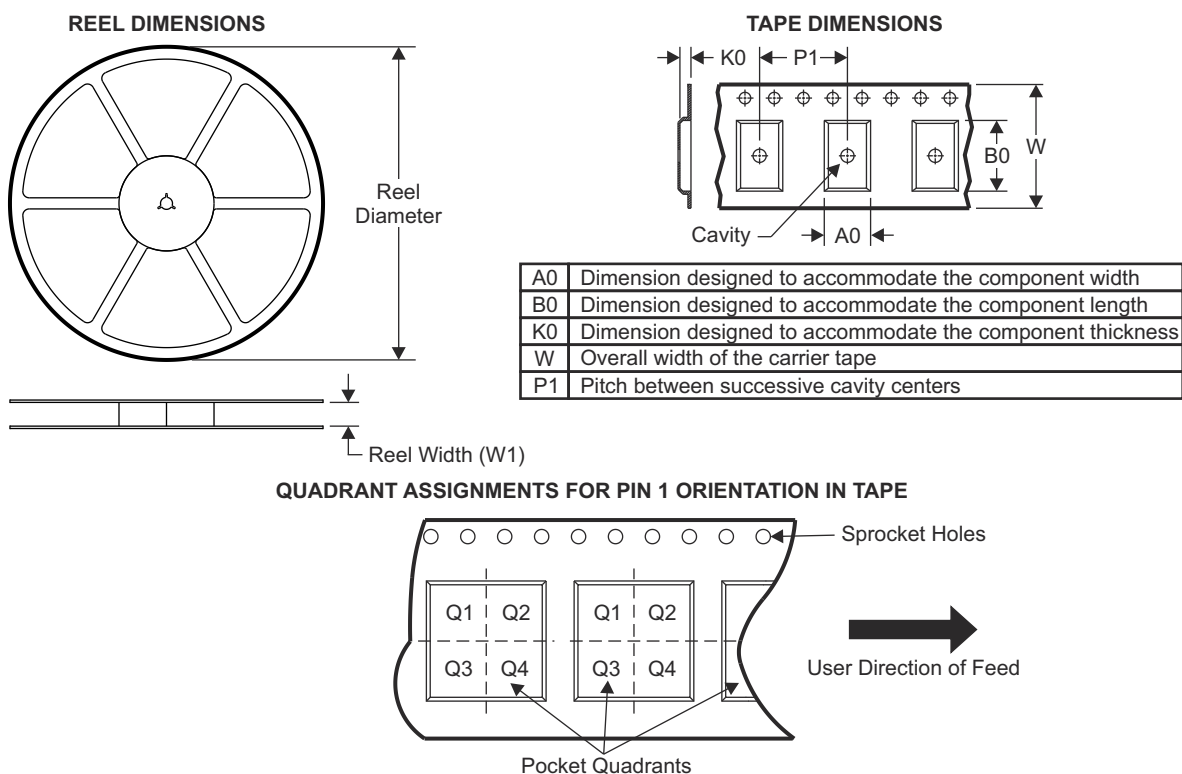 REEL DIMENSIONS
TAPE DIMENSIONS
K0
P1
B0
W
Reel
Diameter
Cavity
A0
A0 Dimension designed to accommodate the component width
B0 Dimension designed to accommodate the component length
K0 Dimension designed to accommodate the component thickness
W Overall width of the carrier tape
P1 Pitch between successive cavity centers
Reel Width (W1)
QUADRANT ASSIGNMENTS FOR PIN 1 ORIENTATION IN TAPE
Sprocket Holes
Q1 Q2 Q1 Q2
Q3 Q4 Q3 Q4
User Direction of Feed
Pocket Quadrants